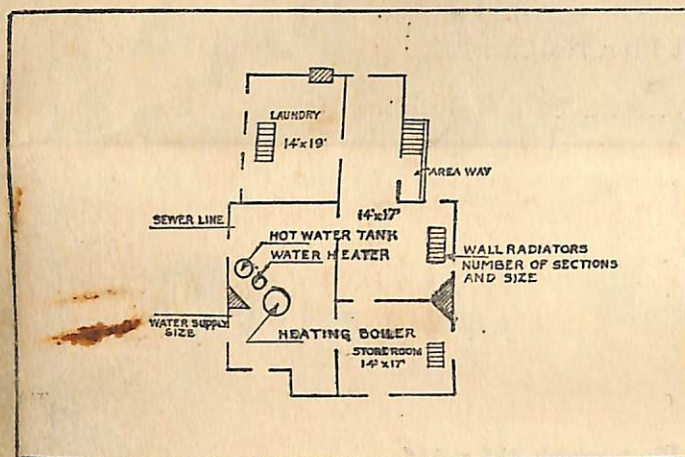 LAUNDRY
14'x19'
AREA WAY
14'x17'
SEWER LINE
HOT WATER TANK
WATER HEATER
WALL RADIATORS
NUMBER OF SECTIONS
AND SIZE
WATER SUPPLY
SIZE
HEATING BOILER
STORE ROOM
14'x17'